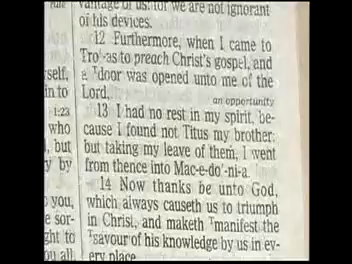 vantage of us: for we are not ignorant
of his devices.
12 Furthermore, when I came to
Tro´-as to preach Christ's gospel, and
a ᵀdoor was opened unto me of the
Lord,
an opportunity
13 I had no rest in my spirit, be-
cause I found not Titus my brother:
but taking my leave of them, I went
from thence into Mac-e-do´-ni-a.
14 Now thanks be unto God,
which always causeth us to triumph
in Christ, and maketh ᵀmanifest the
ᵀsavour of his knowledge by us in ev-
ery place.
rself,
in to
1:23
who
, but
y by
o you,
e sor-
ght to
ou all;